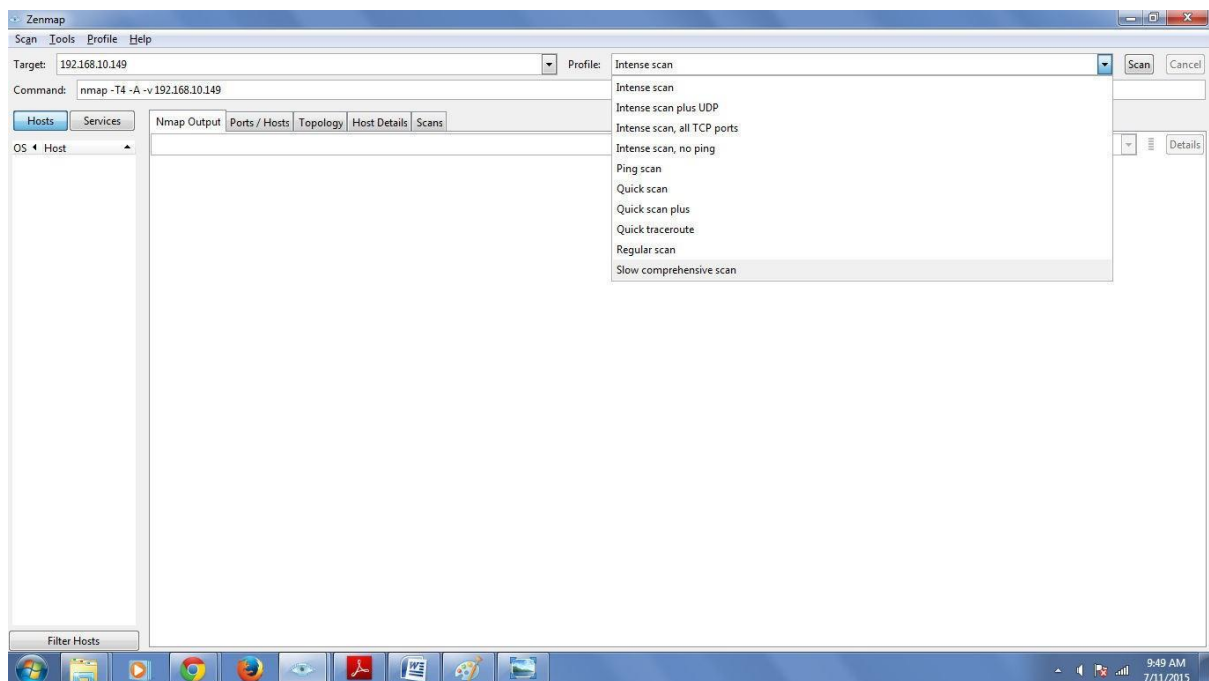 Zenmap
Scan Tools Profile Help
Target: 192.168.10.149 Profile: Intense scan Scan Cancel
Command: nmap -T4 -A -v 192.168.10.149
Intense scan
Intense scan plus UDP
Intense scan, all TCP ports
Intense scan, no ping
Ping scan
Quick scan
Quick scan plus
Quick traceroute
Regular scan
Slow comprehensive scan
Hosts Services Nmap Output Ports / Hosts Topology Host Details Scans
OS Host Details
Filter Hosts
9:49 AM
7/11/2015